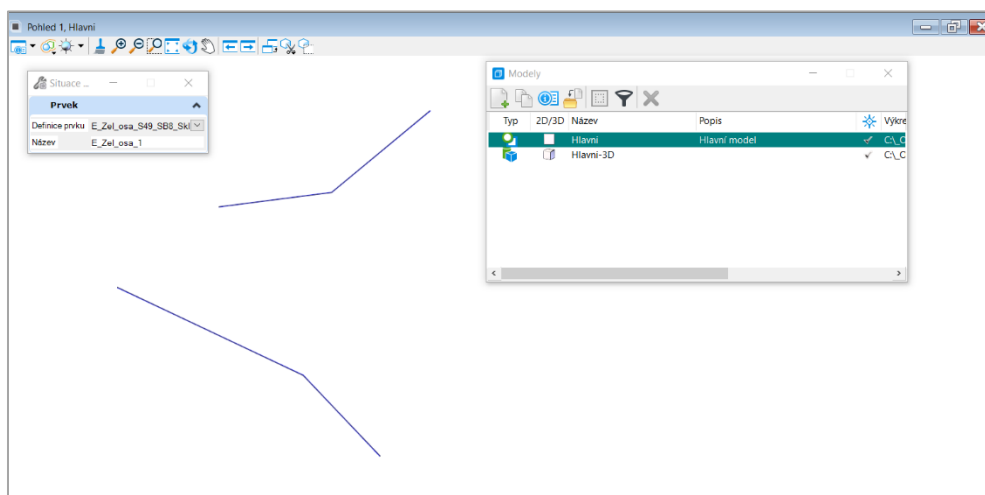 Pohled 1, Hlavni
Situace ...
Prvek
Definice prvku E_Zel_osa_S49_SB8_Skl
Název E_Zel_osa_1
Modely
Typ 2D/3D Název Popis Výkre
Hlavni Hlavní model C:\_C
Hlavni-3D C:\_C